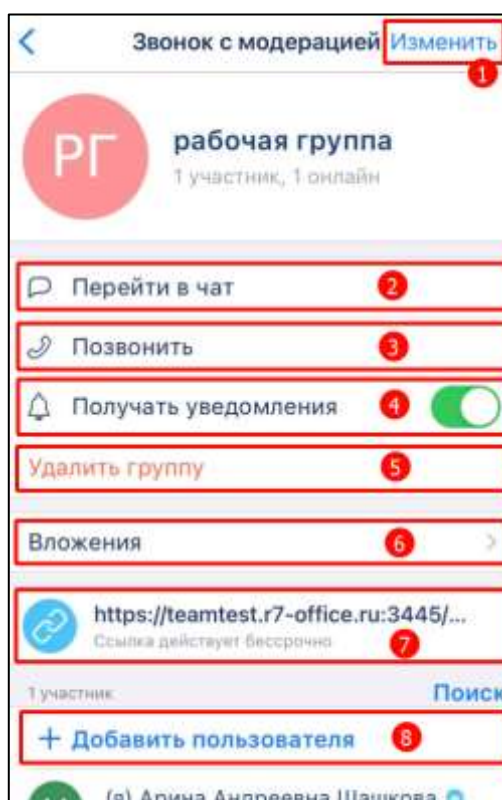 Звонок с модерацией Изменить
1
РГ
рабочая группа
1 участник, 1 онлайн
Перейти в чат 2
Позвонить 3
Получать уведомления 4
Удалить группу 5
Вложения 6
https://teamtest.r7-office.ru:3445/...
Ссылка действует бессрочно 7
1 участник Поиск
+ Добавить пользователя 8
(я) Арина Андреевна Шашкова